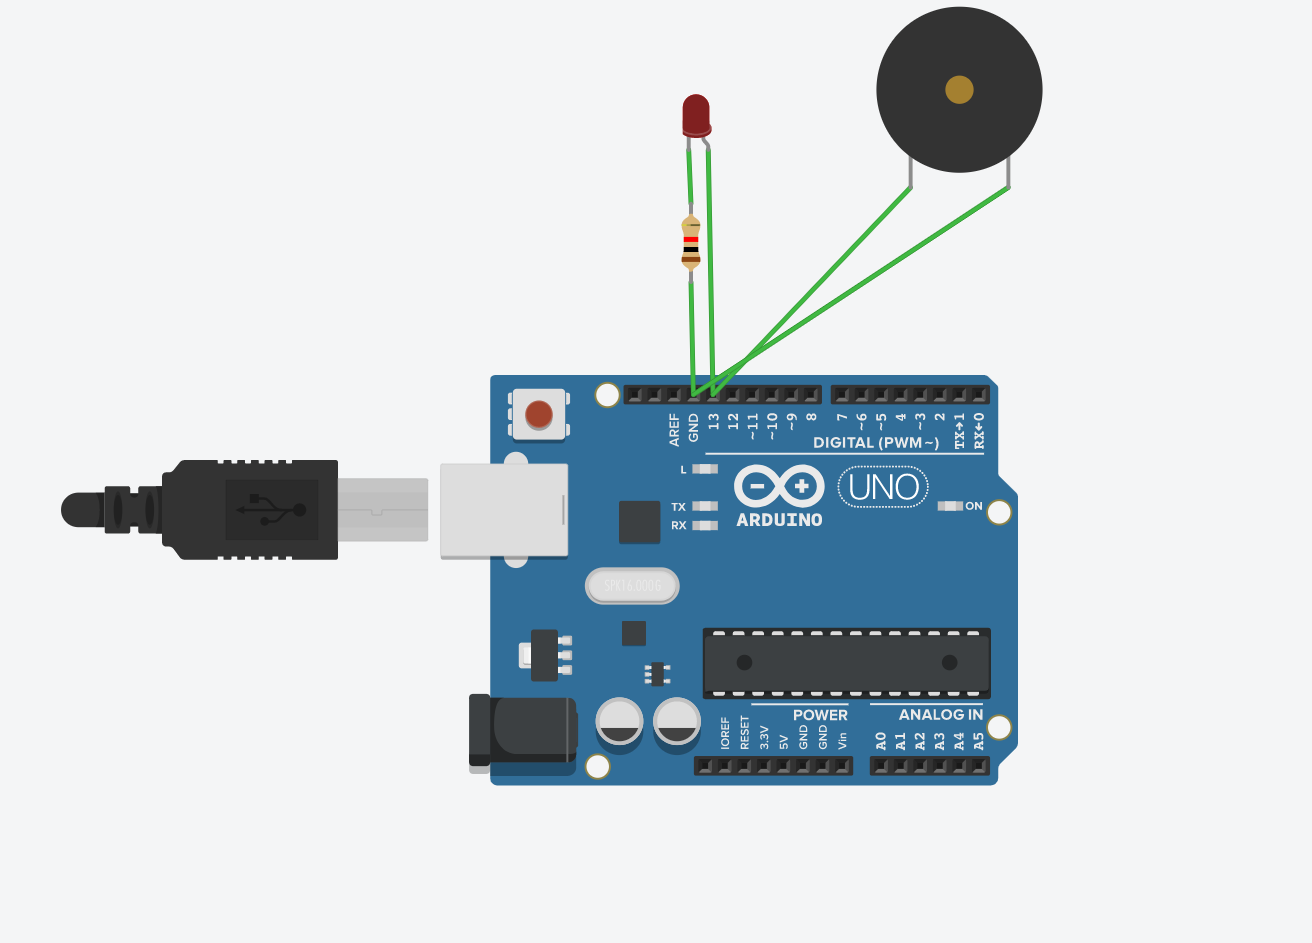 AREF
GND
13
12
~11
~10
~9
8
7
~6
~5
4
~3
2
TX→1
RX←0
DIGITAL (PWM~)
L
TX
RX
ARDUINO
UNO
ON
SPK16.000G
POWER
ANALOG IN
IOREF
RESET
3.3V
5V
GND
GND
Vin
A0
A1
A2
A3
A4
A5